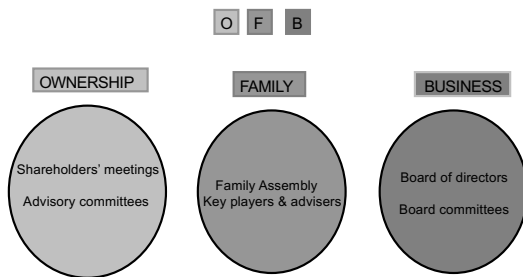 O F B
OWNERSHIP FAMILY BUSINESS
Shareholders' meetings
Advisory committees
Family Assembly
Key players & advisers
Board of directors
Board committees